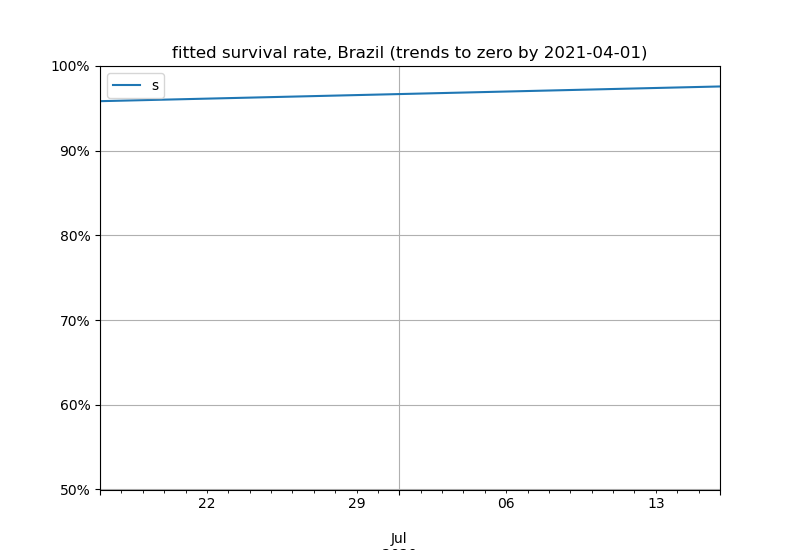 fitted survival rate, Brazil (trends to zero by 2021-04-01)
100%
s
90%
80%
70%
60%
50%
22 29 06 13
Jul